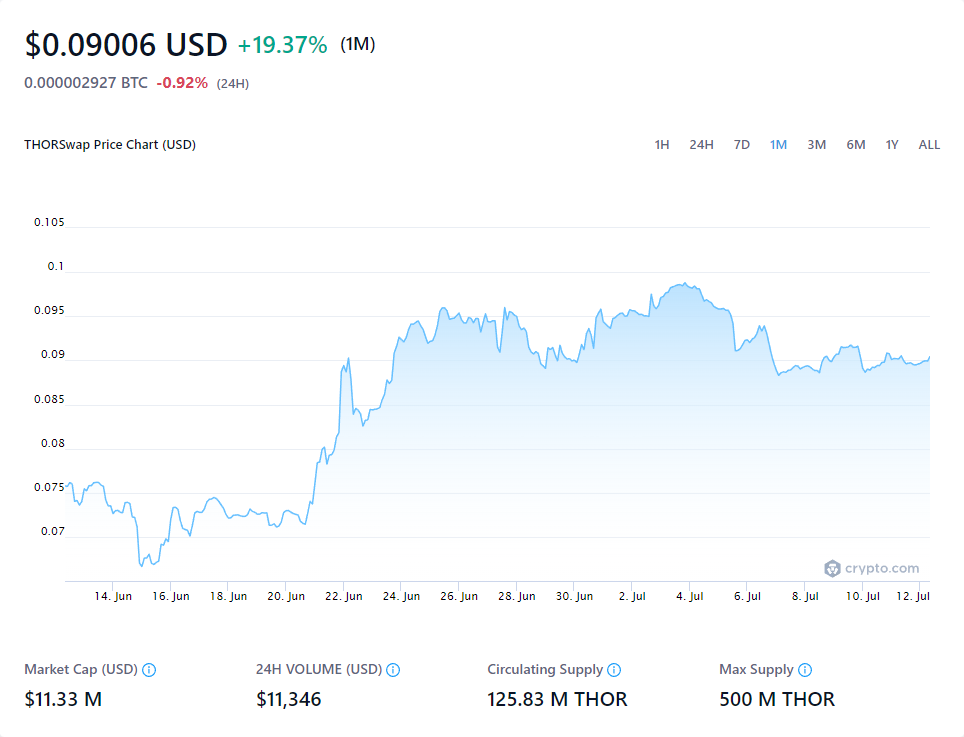 $0.09006 USD +19.37% (1M)
0.000002927 BTC -0.92% (24H)
THORSwap Price Chart (USD) 1H 24H 7D 1M 3M 6M 1Y ALL
0.105
0.1
0.095
0.09
0.085
0.08
0.075
0.07
crypto.com
14. Jun 16. Jun 18. Jun 20. Jun 22. Jun 24. Jun 26. Jun 28. Jun 30. Jun 2. Jul 4. Jul 6. Jul 8. Jul 10. Jul 12. Jul
Market Cap (USD) 24H VOLUME (USD) Circulating Supply Max Supply
$11.33 M $11,346 125.83 M THOR 500 M THOR